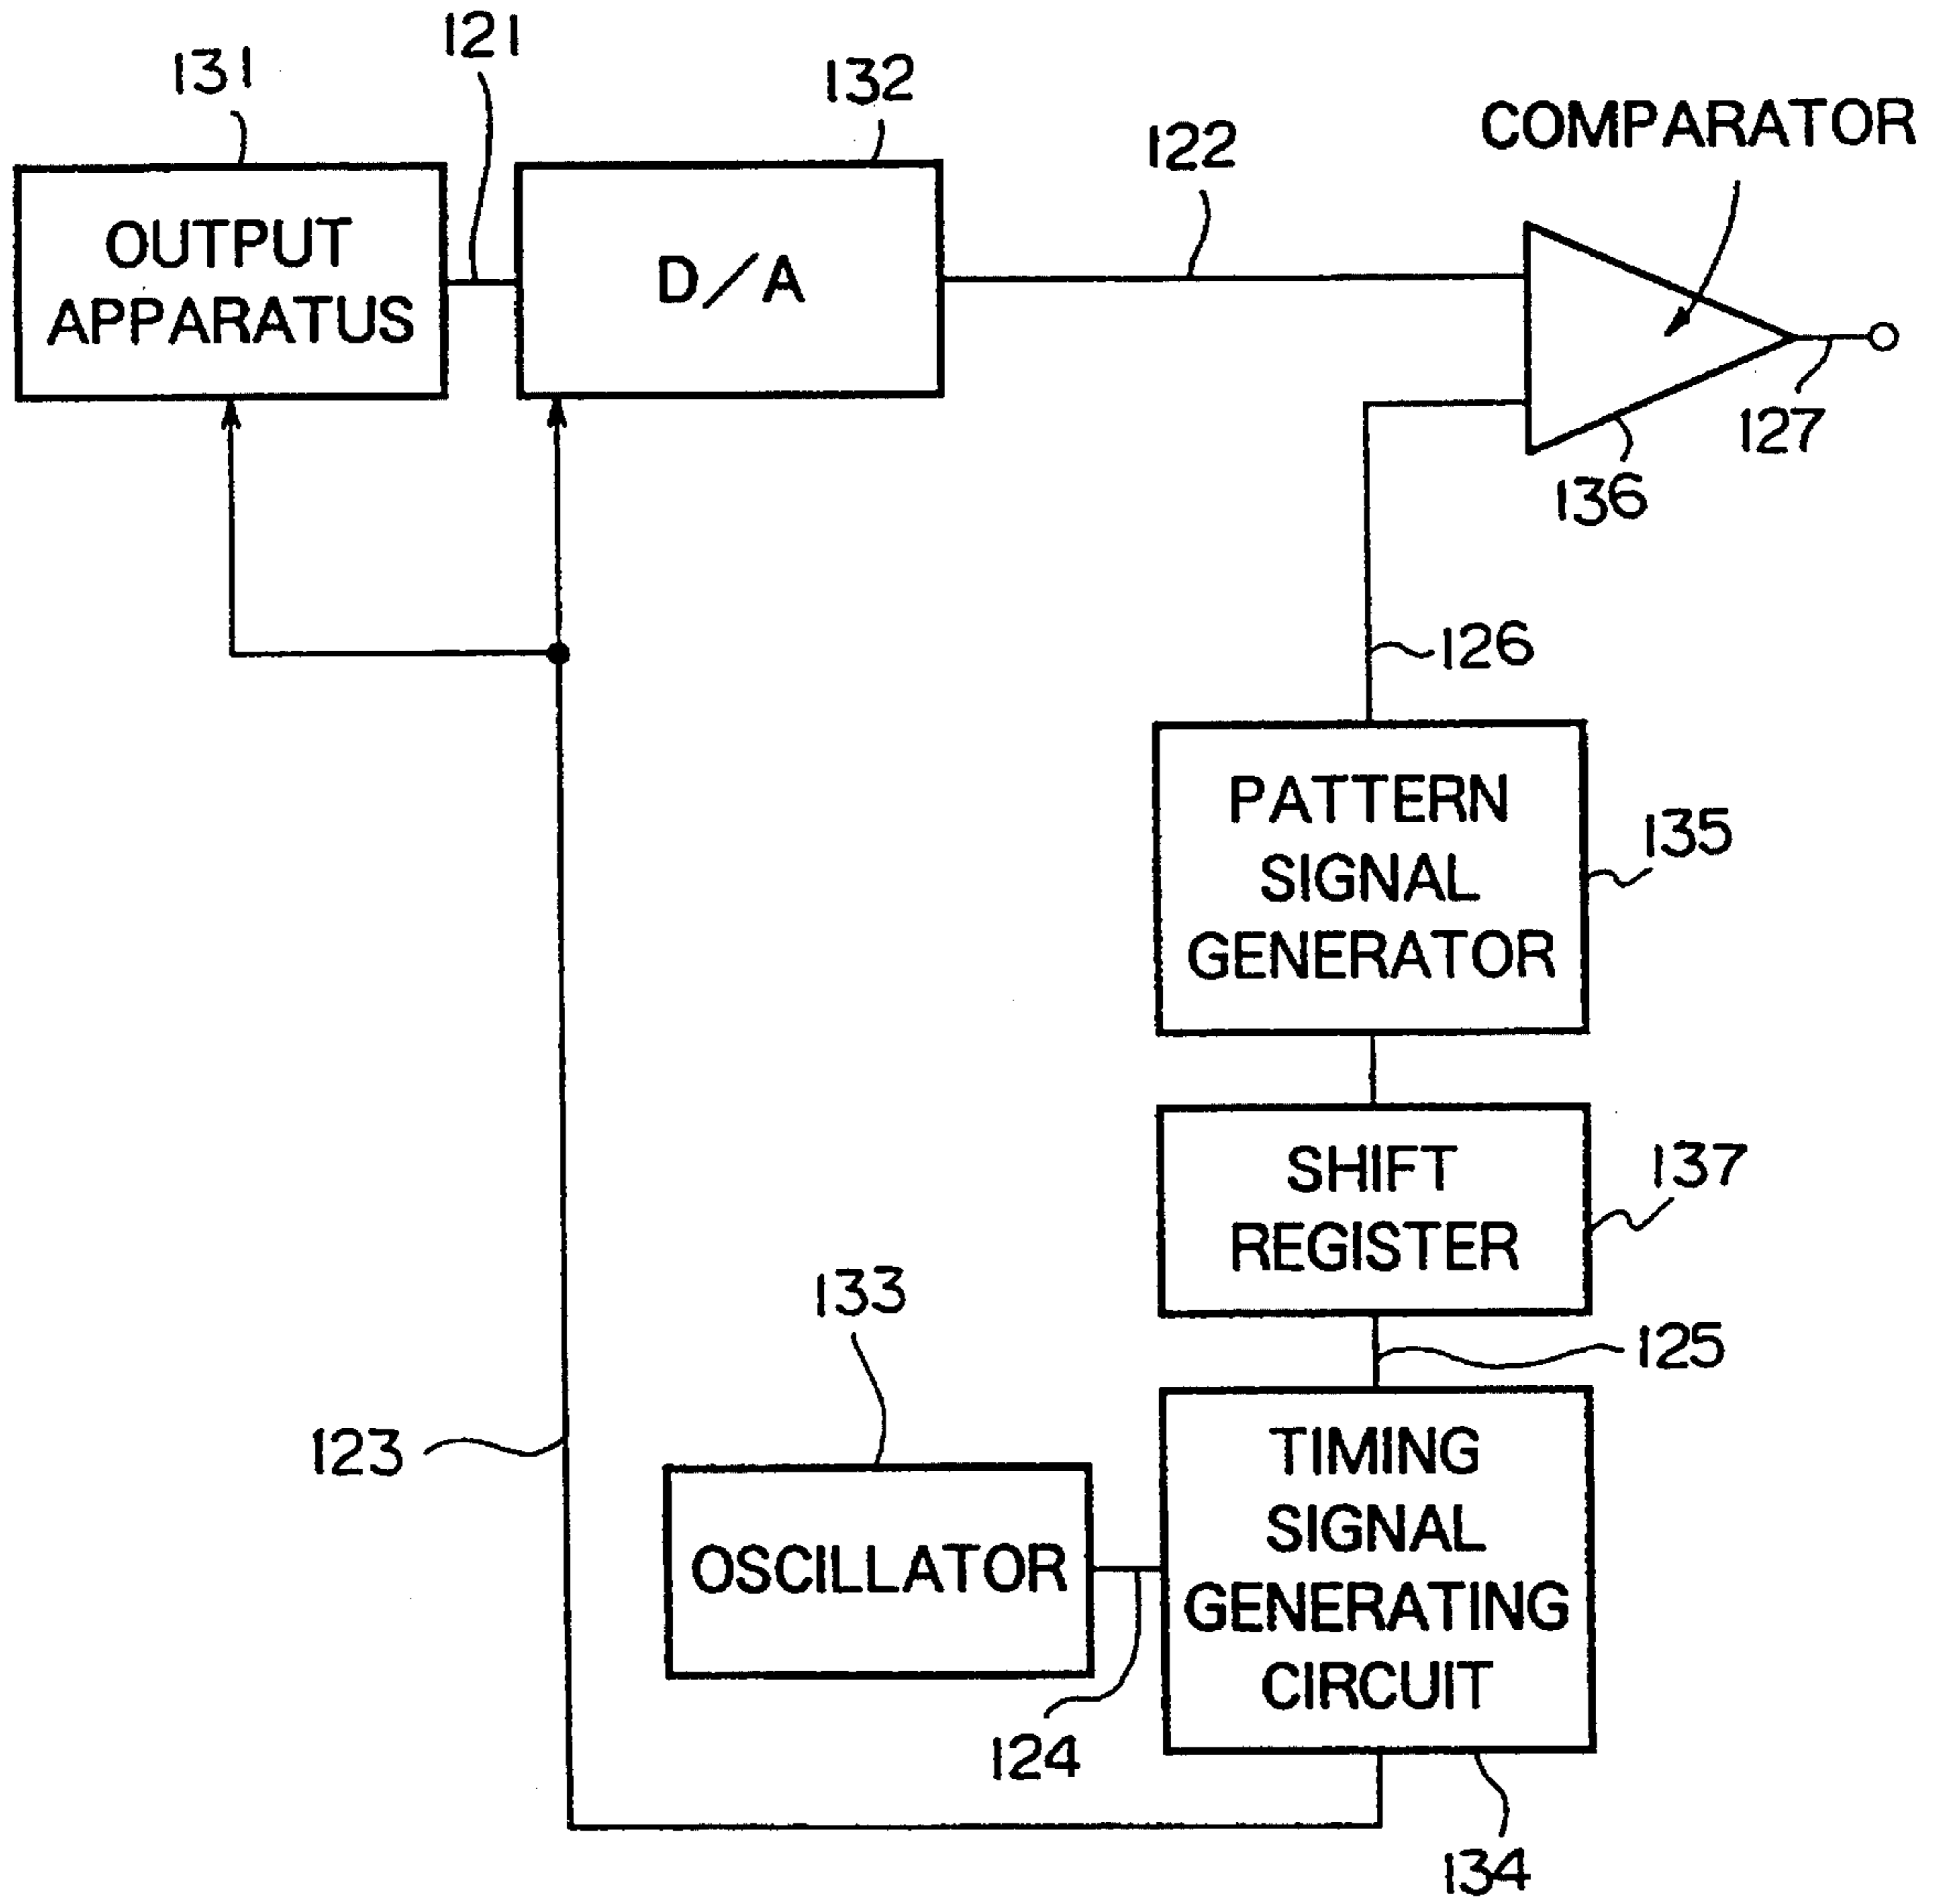 131
121
132
122
COMPARATOR
OUTPUT
APPARATUS
D/A
127
136
126
PATTERN
SIGNAL
GENERATOR
135
SHIFT
REGISTER
137
133
125
123
OSCILLATOR
TIMING
SIGNAL
GENERATING
CIRCUIT
124
134